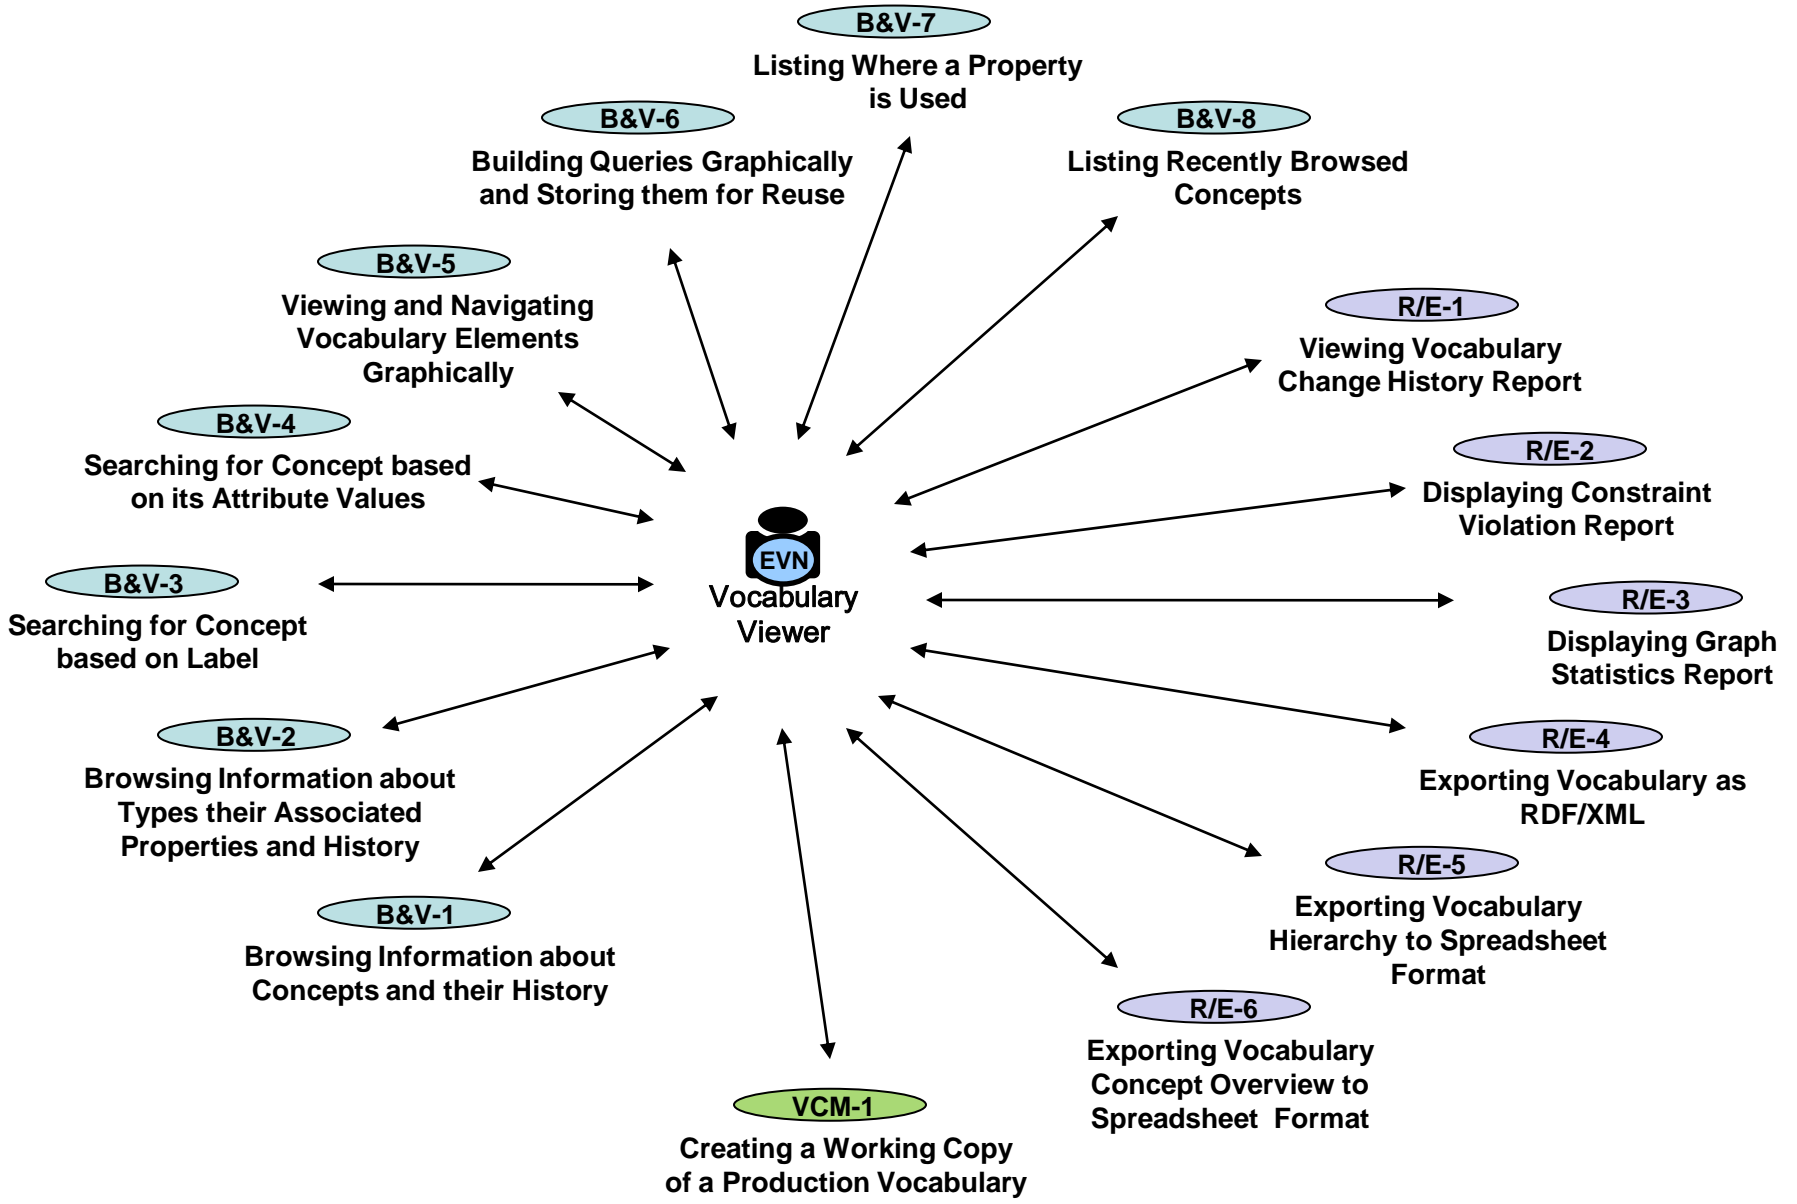 B&V-7
Listing Where a Property
is Used
B&V-6
Building Queries Graphically
and Storing them for Reuse
B&V-8
Listing Recently Browsed
Concepts
B&V-5
Viewing and Navigating
Vocabulary Elements
Graphically
R/E-1
Viewing Vocabulary
Change History Report
B&V-4
Searching for Concept based
on its Attribute Values
R/E-2
Displaying Constraint
Violation Report
EVN
Vocabulary
Viewer
B&V-3
Searching for Concept
based on Label
R/E-3
Displaying Graph
Statistics Report
B&V-2
Browsing Information about
Types their Associated
Properties and History
R/E-4
Exporting Vocabulary as
RDF/XML
B&V-1
Browsing Information about
Concepts and their History
R/E-5
Exporting Vocabulary
Hierarchy to Spreadsheet
Format
R/E-6
Exporting Vocabulary
Concept Overview to
Spreadsheet Format
VCM-1
Creating a Working Copy
of a Production Vocabulary